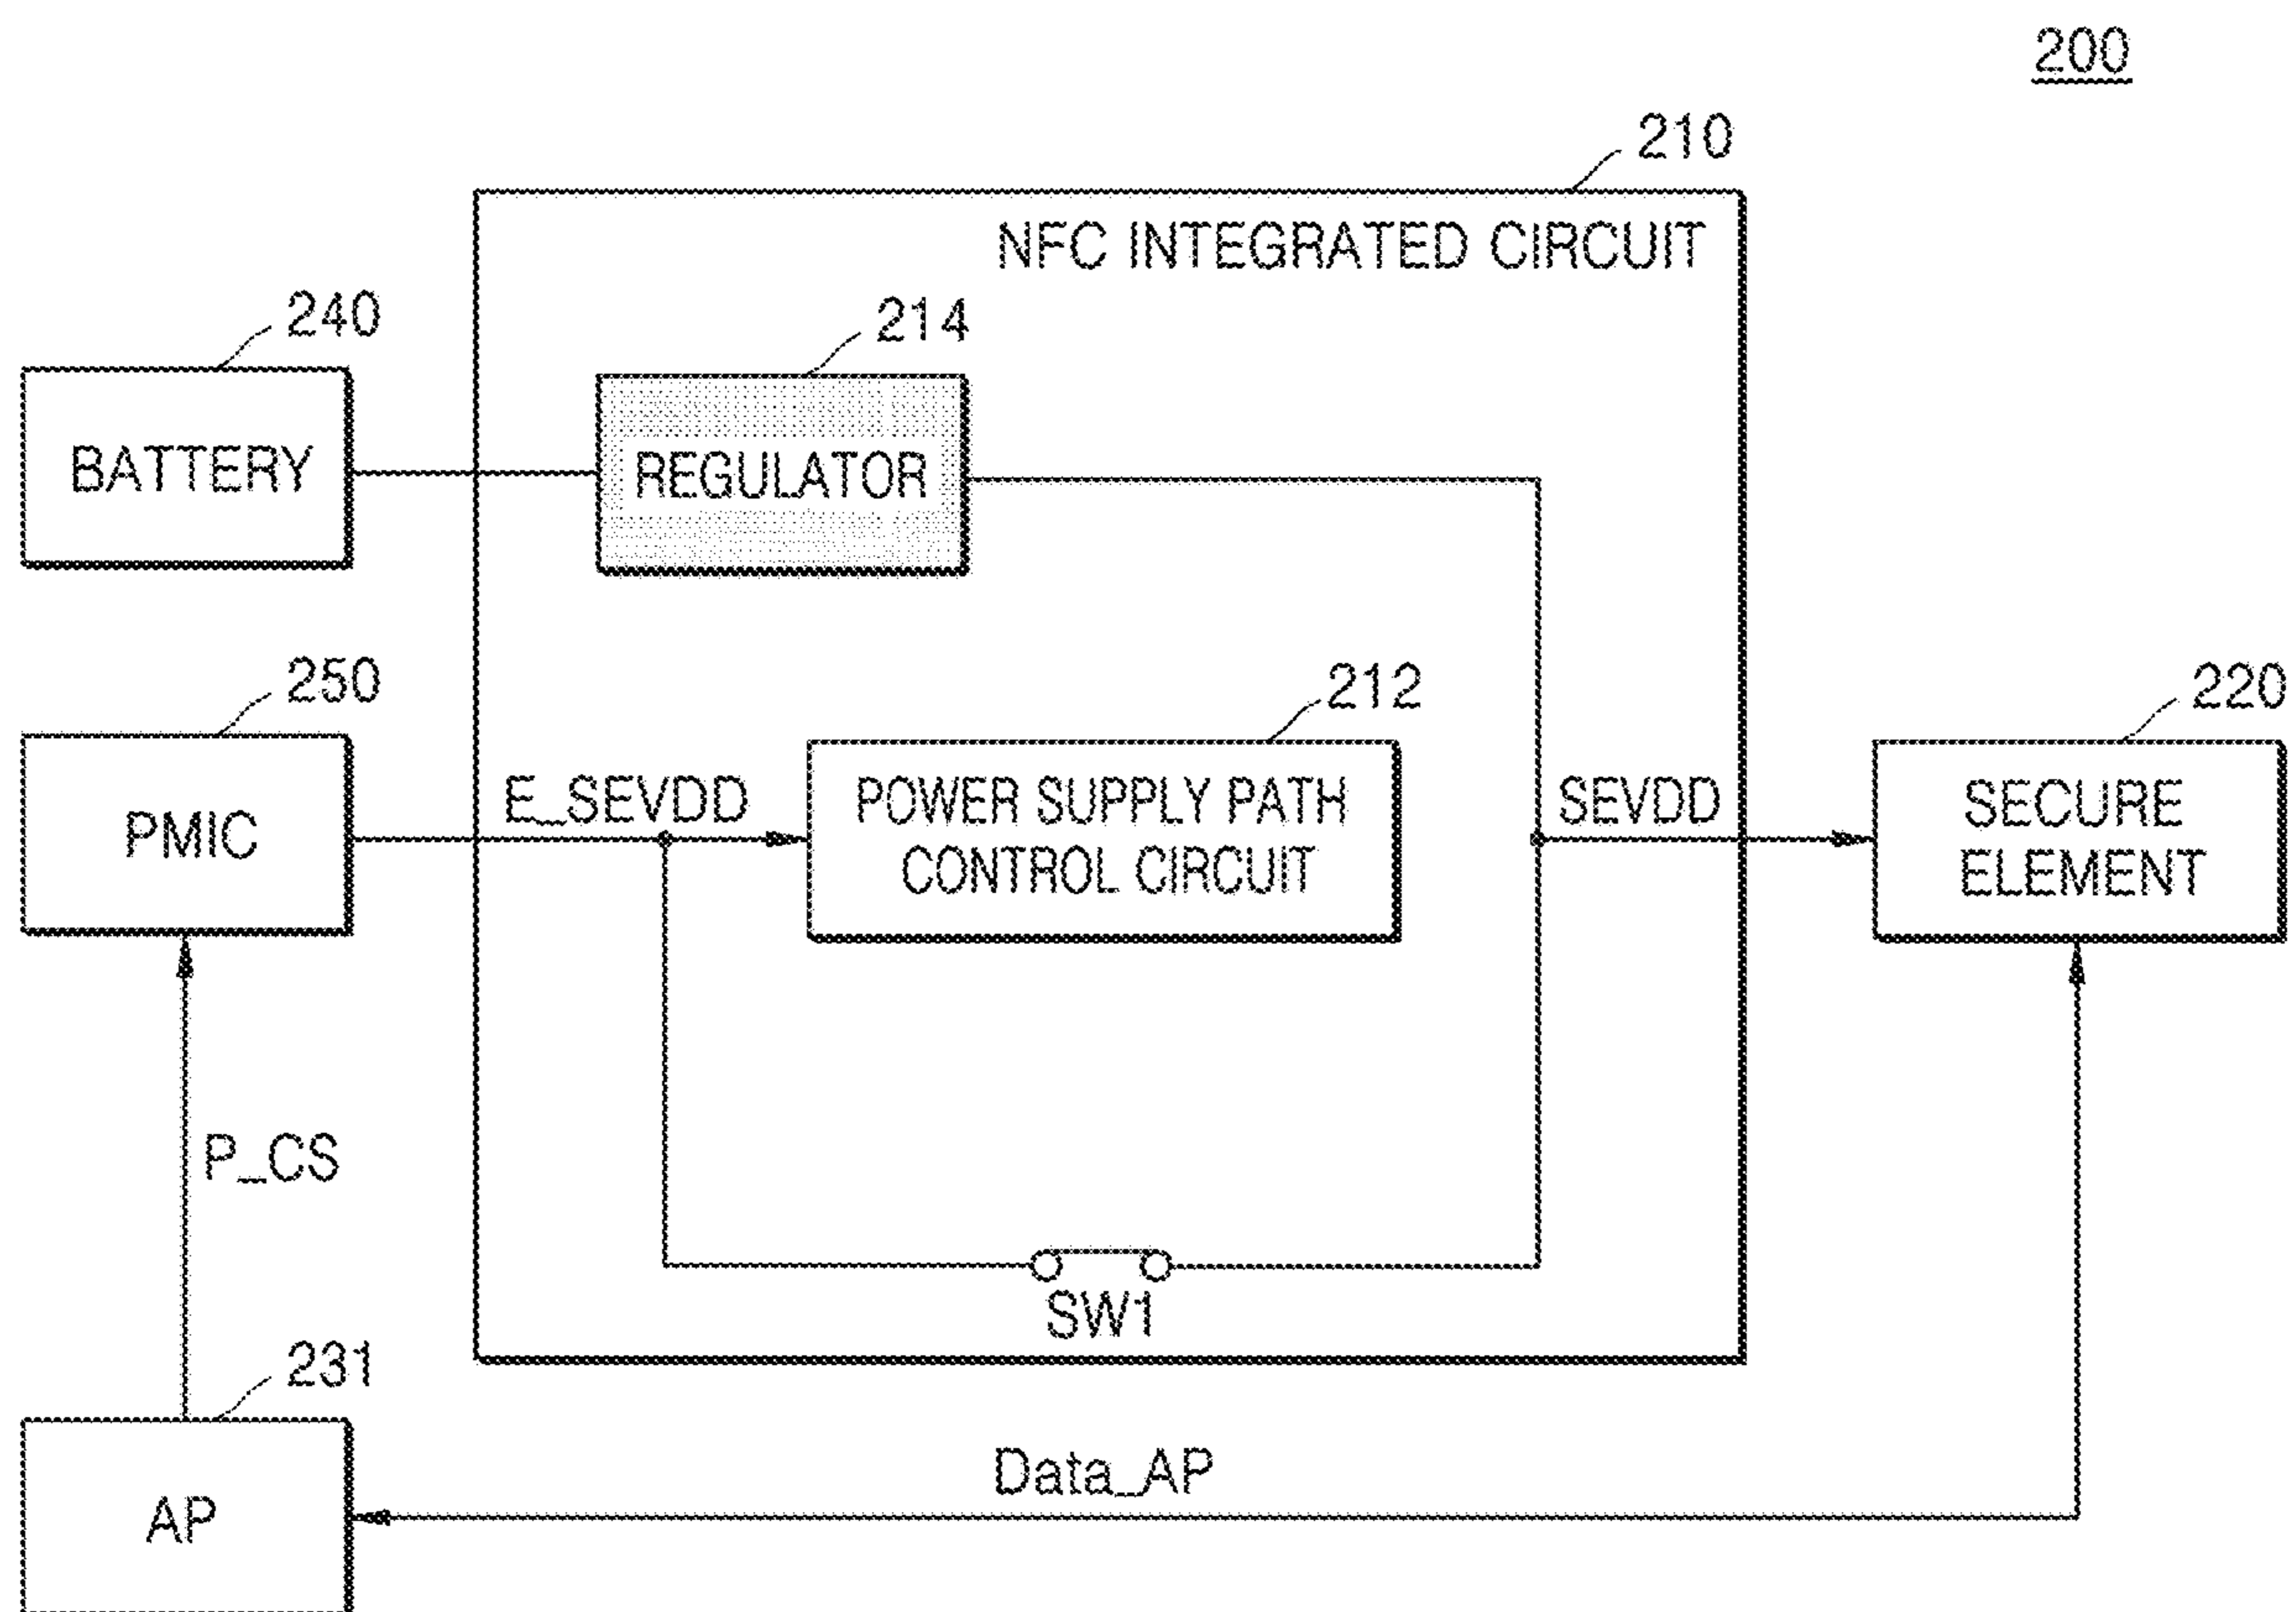 200
210
NFC INTEGRATED CIRCUIT
240
214
BATTERY
REGULATOR
250
212
220
PMIC
E_SEVDD
POWER SUPPLY PATH
CONTROL CIRCUIT
SEVDD
SECURE
ELEMENT
P_CS
SW1
231
AP
Data_AP